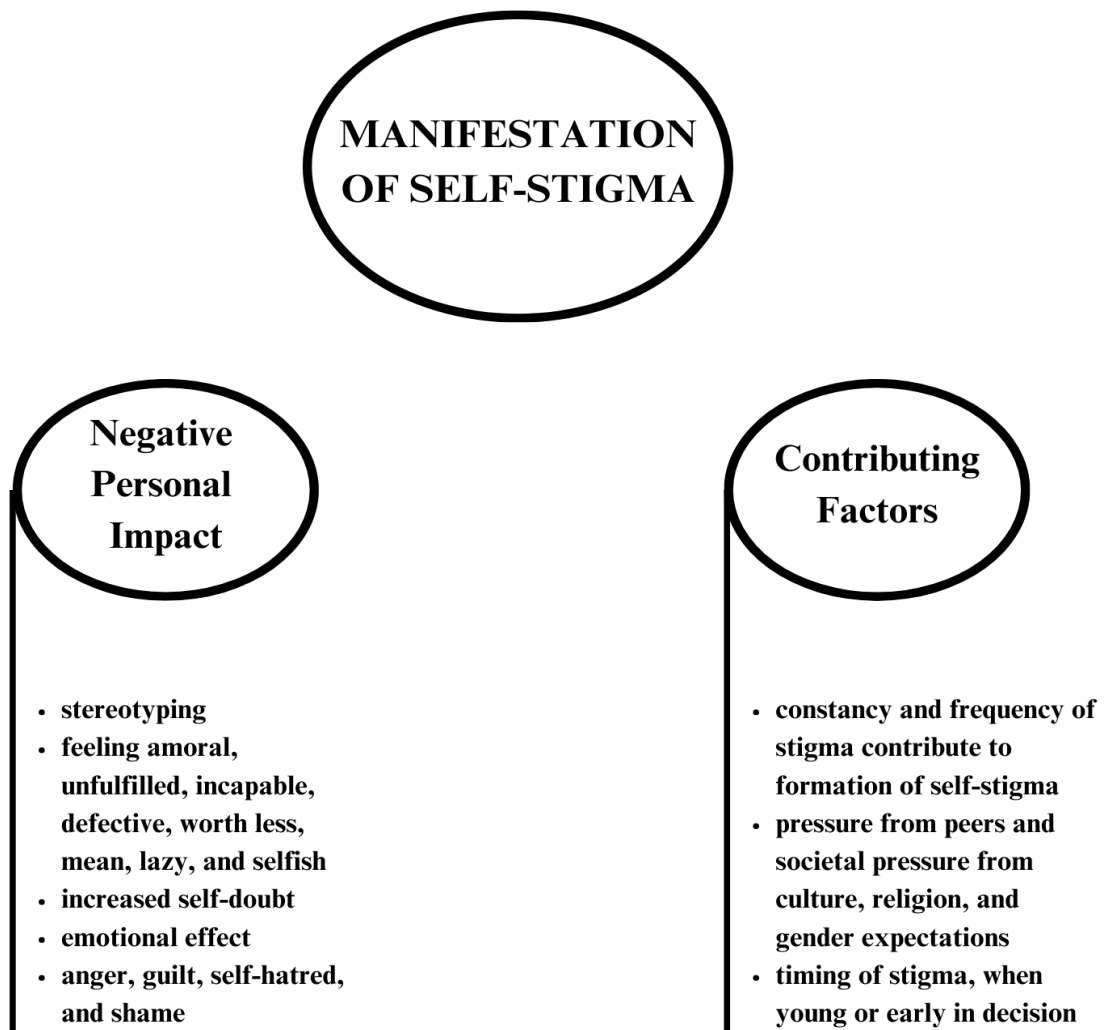 MANIFESTATION
OF SELF-STIGMA
Negative
Personal
Impact
• stereotyping
• feeling amoral,
unfulfilled, incapable,
defective, worth less,
mean, lazy, and selfish
• increased self-doubt
• emotional effect
• anger, guilt, self-hatred,
and shame
Contributing
Factors
• constancy and frequency of
stigma contribute to
formation of self-stigma
• pressure from peers and
societal pressure from
culture, religion, and
gender expectations
• timing of stigma, when
young or early in decision